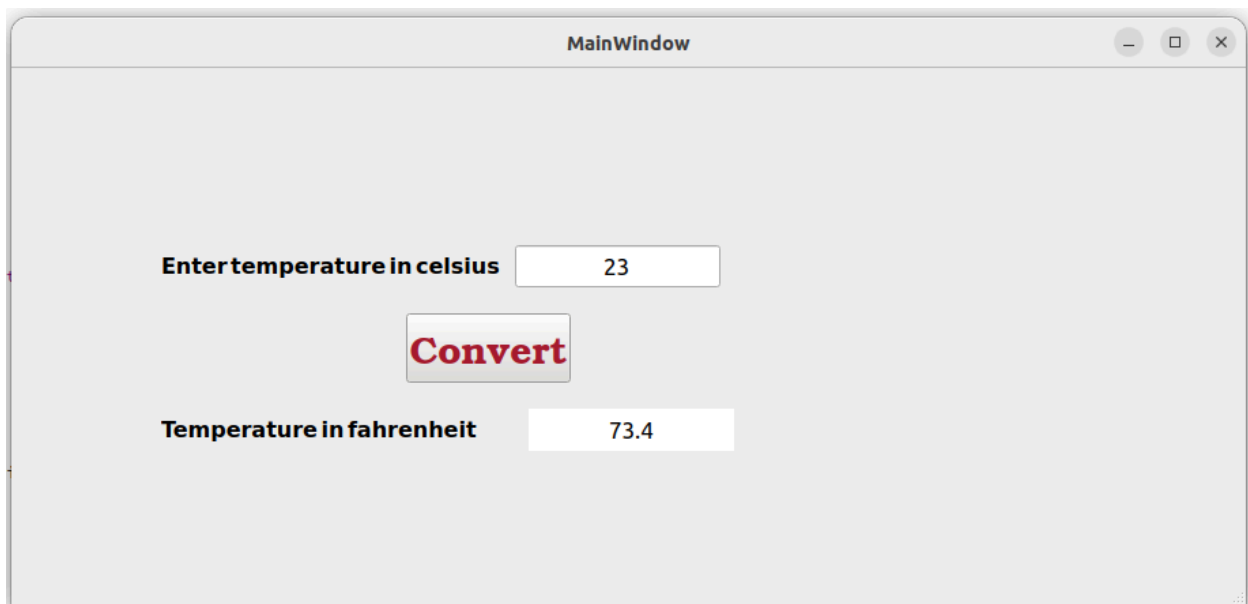 MainWindow
Enter temperature in celsius 23
Convert
Temperature in fahrenheit 73.4